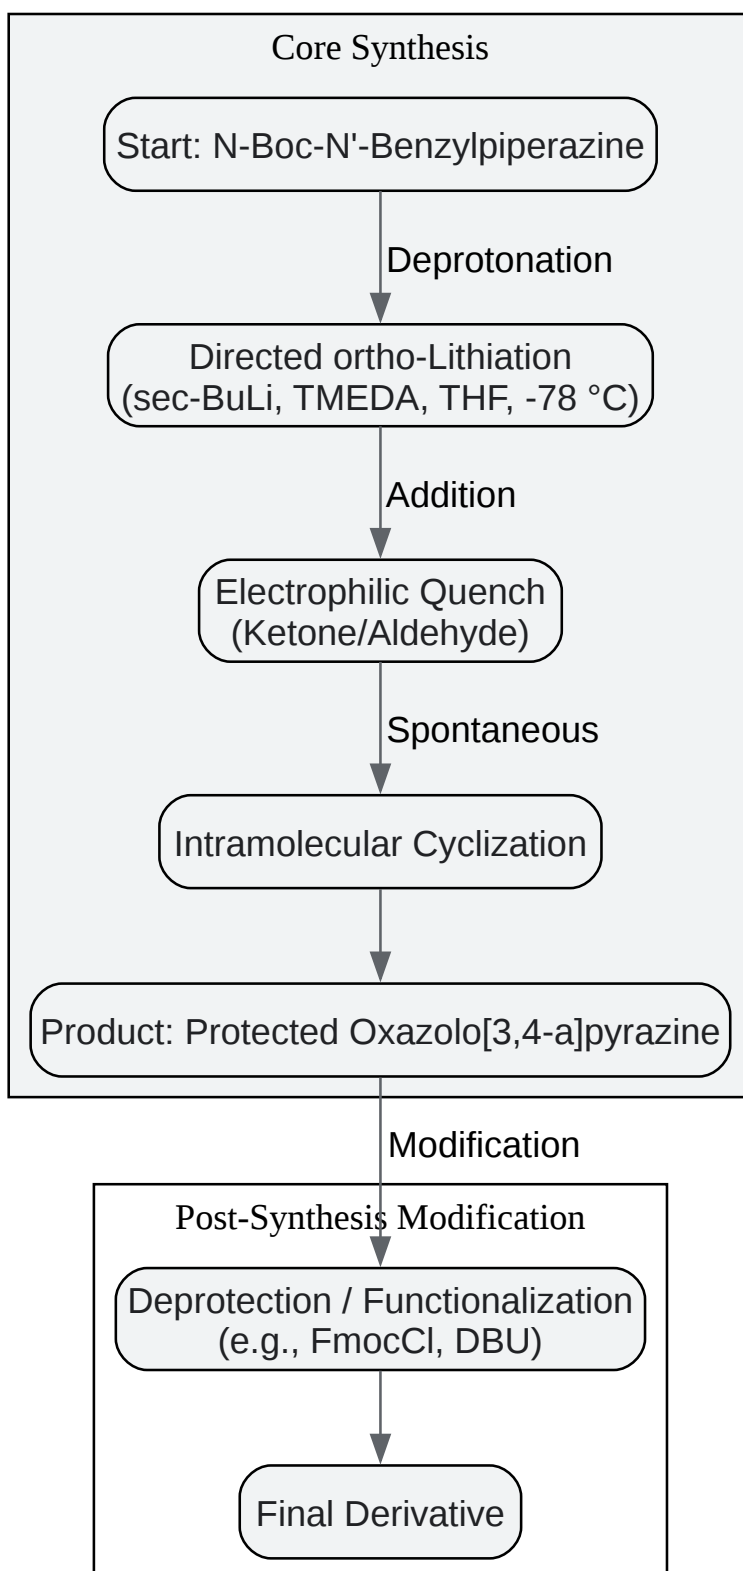 Core Synthesis
Start: N-Boc-N'-Benzylpiperazine
Deprotonation
Directed ortho-Lithiation
(sec-BuLi, TMEDA, THF, -78 °C)
Addition
Electrophilic Quench
(Ketone/Aldehyde)
Spontaneous
Intramolecular Cyclization
Product: Protected Oxazolo[3,4-a]pyrazine
Modification
Post-Synthesis Modification
Deprotection / Functionalization
(e.g., FmocCl, DBU)
Final Derivative